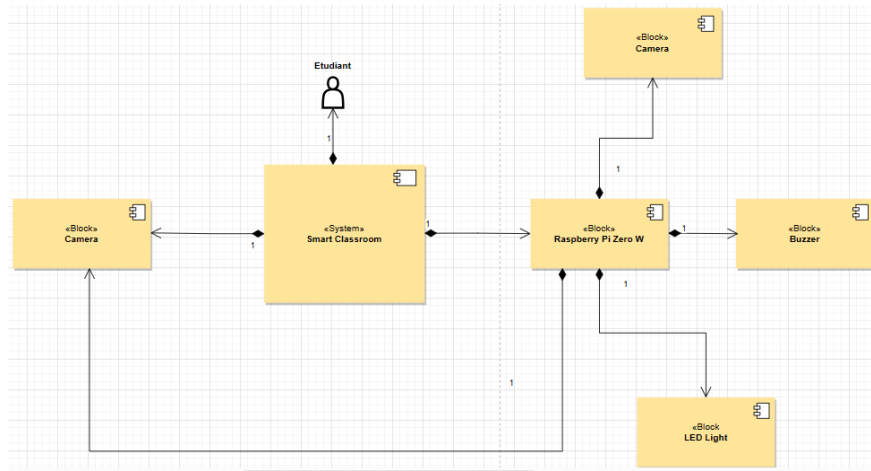 «Block»
Camera
Etudiant
1
1
«System»
Smart Classroom
«Block»
Camera
1
1
«Block»
Raspberry Pi Zero W
1
«Block»
Buzzer
1
1
«Block
LED Light